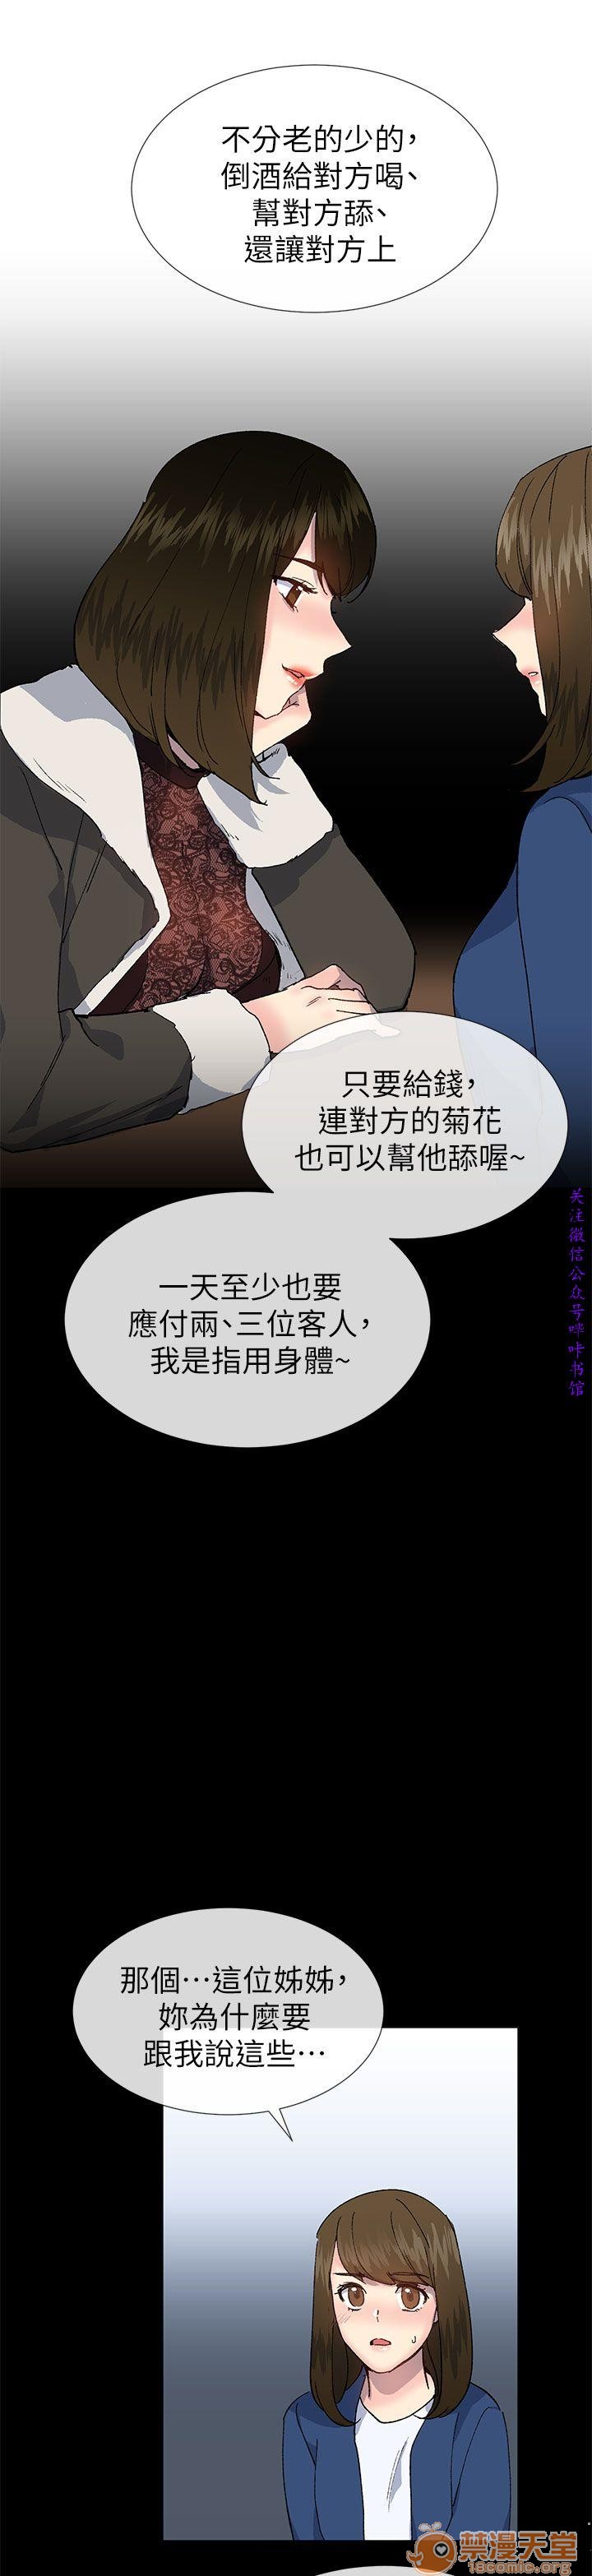 不分老的少的，
倒酒給對方喝、
幫對方舔、
還讓對方上
只要給錢，
連對方的菊花
也可以幫他舔喔~
关注微信公众号哔咔书馆
一天至少也要
應付兩、三位客人，
我是指用身體~
那個⋯這位姊姊，
妳為什麼要
跟我說這些⋯
禁漫天堂
18comic.org